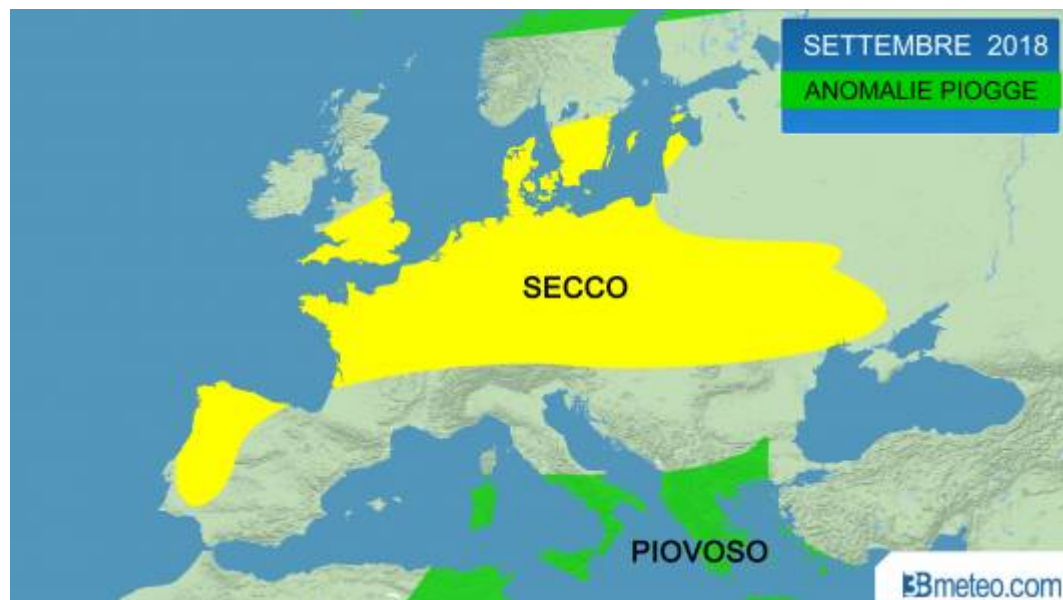 SETTEMBRE 2018
ANOMALIE PIOGGE
SECCO
PIOVOSO
3Bmeteo.com